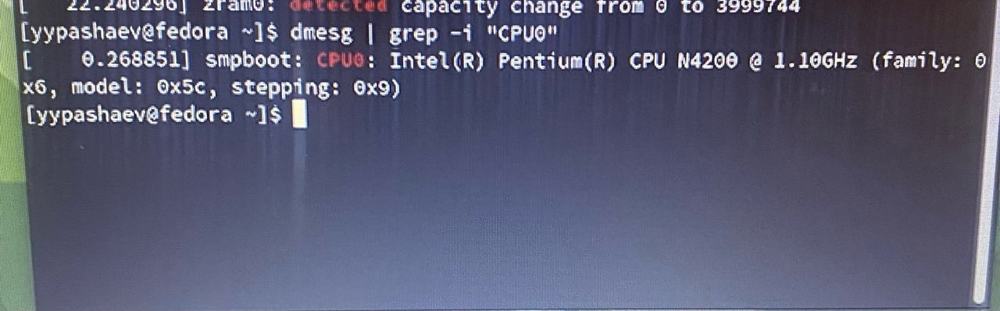 [ 22.240296] zram0: detected capacity change from 0 to 3999744
[yypashaev@fedora ~]$ dmesg | grep -i "CPU0"
[    0.268851] smpboot: CPU0: Intel(R) Pentium(R) CPU N4200 @ 1.10GHz (family: 0
x6, model: 0x5c, stepping: 0x9)
[yypashaev@fedora ~]$